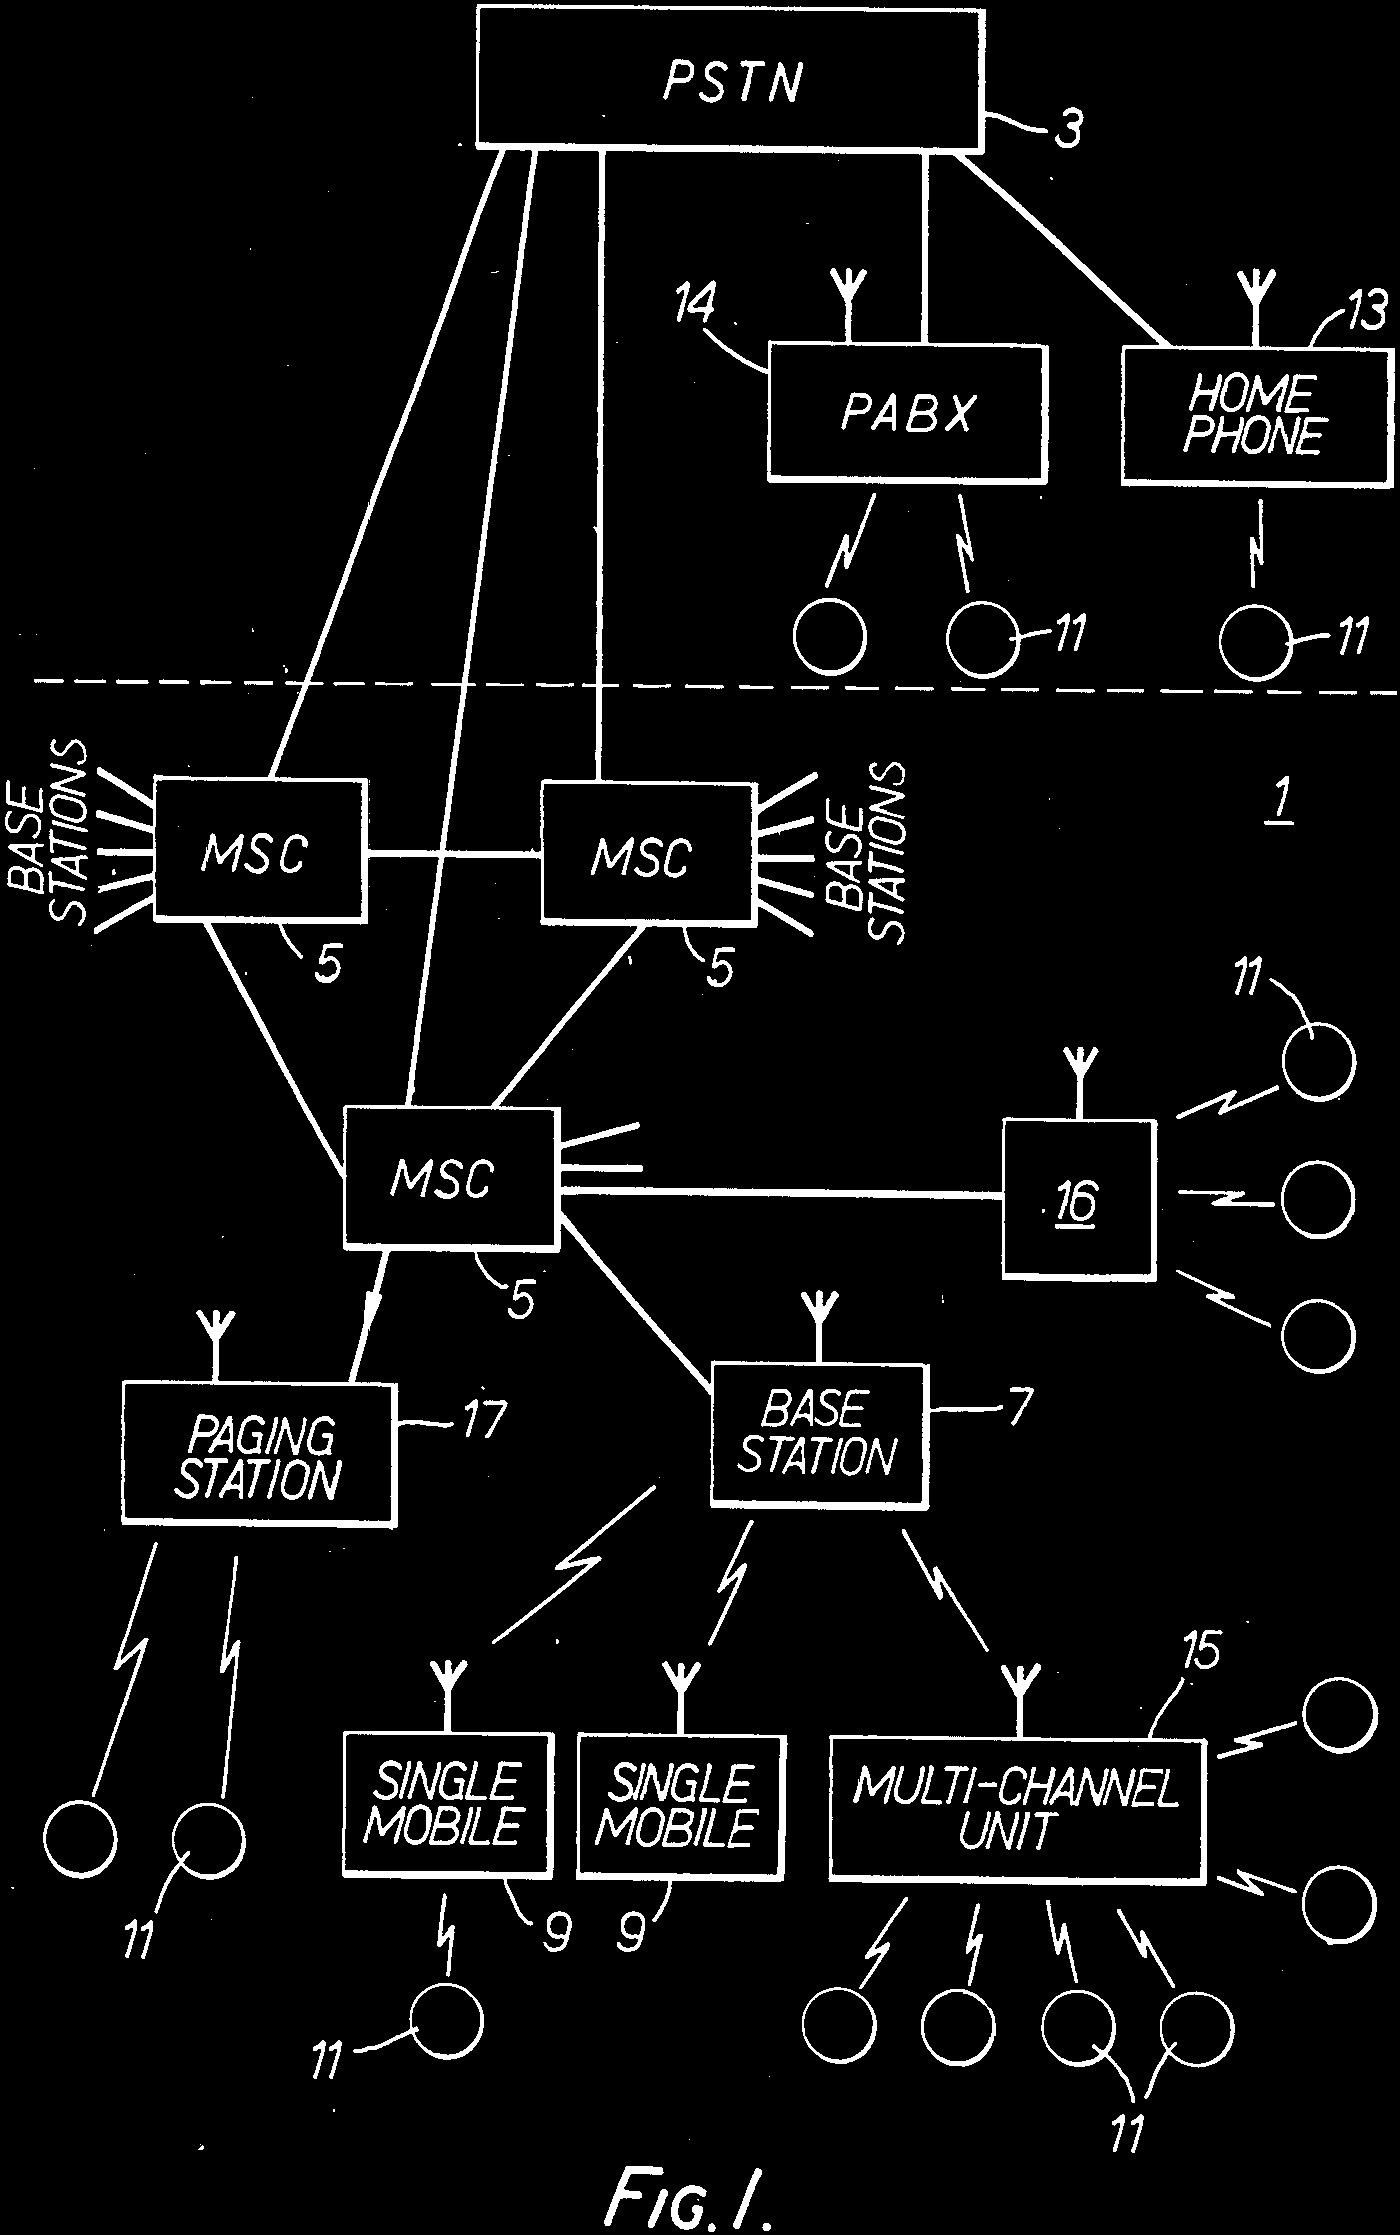 PSTN
3
14
13
PABX
HOME
PHONE
11
11
BASE
STATIONS
MSC
MSC
BASE
STATIONS
1
5
5
11
MSC
16
5
PAGING
STATION
17
BASE
STATION
7
15
SINGLE
MOBILE
SINGLE
MOBILE
MULTI-CHANNEL
UNIT
11
9
9
11
11
FIG. 1.